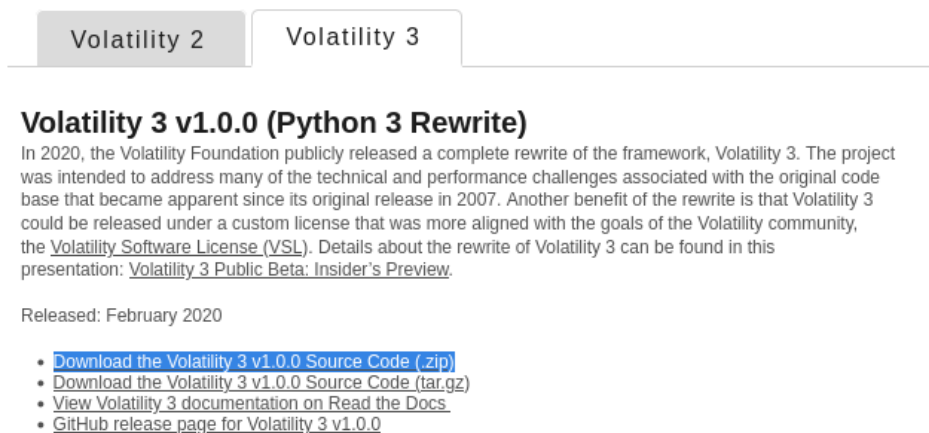 Volatility 2
Volatility 3
Volatility 3 v1.0.0 (Python 3 Rewrite)
In 2020, the Volatility Foundation publicly released a complete rewrite of the framework, Volatility 3. The project
was intended to address many of the technical and performance challenges associated with the original code
base that became apparent since its original release in 2007. Another benefit of the rewrite is that Volatility 3
could be released under a custom license that was more aligned with the goals of the Volatility community,
the Volatility Software License (VSL). Details about the rewrite of Volatility 3 can be found in this
presentation: Volatility 3 Public Beta: Insider’s Preview.
Released: February 2020
• Download the Volatility 3 v1.0.0 Source Code (.zip)
• Download the Volatility 3 v1.0.0 Source Code (tar.gz)
• View Volatility 3 documentation on Read the Docs
• GitHub release page for Volatility 3 v1.0.0